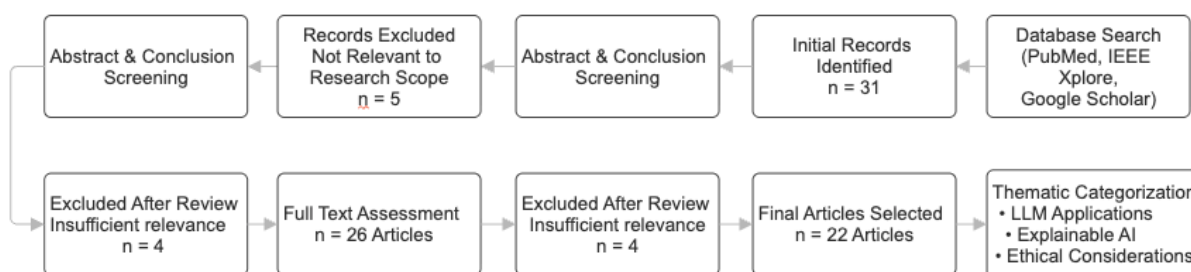 Abstract & Conclusion
Screening
Records Excluded
Not Relevant to
Research Scope
n = 5
Abstract & Conclusion
Screening
Initial Records
Identified
n = 31
Database Search
(PubMed, IEEE
Xplore,
Google Scholar)
Excluded After Review
Insufficient relevance
n = 4
Full Text Assessment
n = 26 Articles
Excluded After Review
Insufficient relevance
n = 4
Final Articles Selected
n = 22 Articles
Thematic Categorization
• LLM Applications
• Explainable AI
• Ethical Considerations